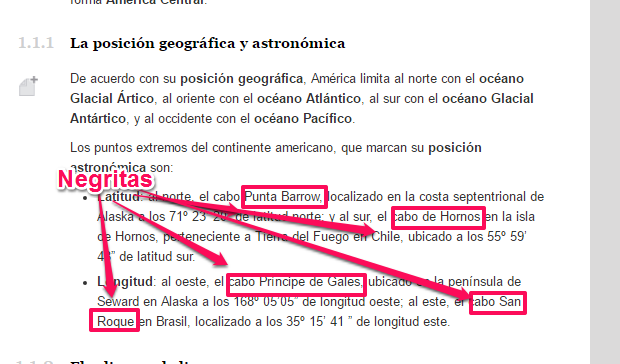 forma América Central.
1.1.1 La posición geográfica y astronómica
De acuerdo con su posición geográfica, América limita al norte con el océano
Glacial Ártico, al oriente con el océano Atlántico, al sur con el océano Glacial
Antártico, y al occidente con el océano Pacífico.
Los puntos extremos del continente americano, que marcan su posición
astronómica son:
Negritas
• Latitud: al norte, el cabo Punta Barrow, localizado en la costa septentrional de
Alaska a los 71º 23’ 20” de latitud norte; y al sur, el cabo de Hornos en la isla
de Hornos, perteneciente a Tierra del Fuego en Chile, ubicado a los 55º 59’
de latitud sur.
• Longitud: al oeste, el cabo Príncipe de Gales, ubicado en la península de
Seward en Alaska a los 168º 05’05” de longitud oeste; al este, el cabo San
Roque en Brasil, localizado a los 35º 15’ 41 ” de longitud este.